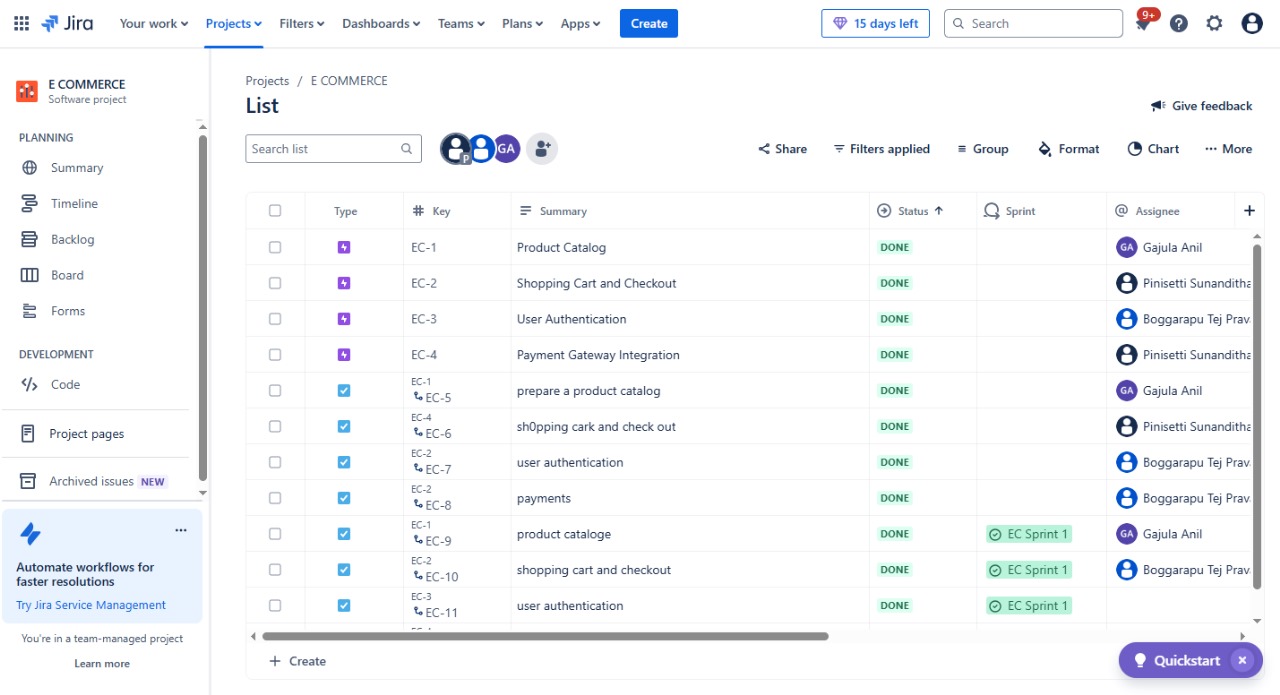 Jira Your work Projects Filters Dashboards Teams Plans Apps Create 15 days left Search 9+
E COMMERCE
Software project
PLANNING
Summary
Timeline
Backlog
Board
Forms
DEVELOPMENT
Code
Project pages
Archived issues NEW
Automate workflows for
faster resolutions
Try Jira Service Management
You're in a team-managed project
Learn more
Projects / E COMMERCE
List
Give feedback
Search list P GA Share Filters applied Group Format Chart More
Type Key Summary Status Sprint Assignee
EC-1 Product Catalog DONE GA Gajula Anil
EC-2 Shopping Cart and Checkout DONE Pinisetti Sunanditha
EC-3 User Authentication DONE Boggarapu Tej Prav
EC-4 Payment Gateway Integration DONE Pinisetti Sunanditha
EC-1
EC-5 prepare a product catalog DONE GA Gajula Anil
EC-4
EC-6 sh0pping cark and check out DONE Pinisetti Sunanditha
EC-2
EC-7 user authentication DONE Boggarapu Tej Prav
EC-2
EC-8 payments DONE Boggarapu Tej Prav
EC-1
EC-9 product cataloge DONE EC Sprint 1 GA Gajula Anil
EC-2
EC-10 shopping cart and checkout DONE EC Sprint 1 Boggarapu Tej Prav
EC-3
EC-11 user authentication DONE EC Sprint 1
Create
Quickstart